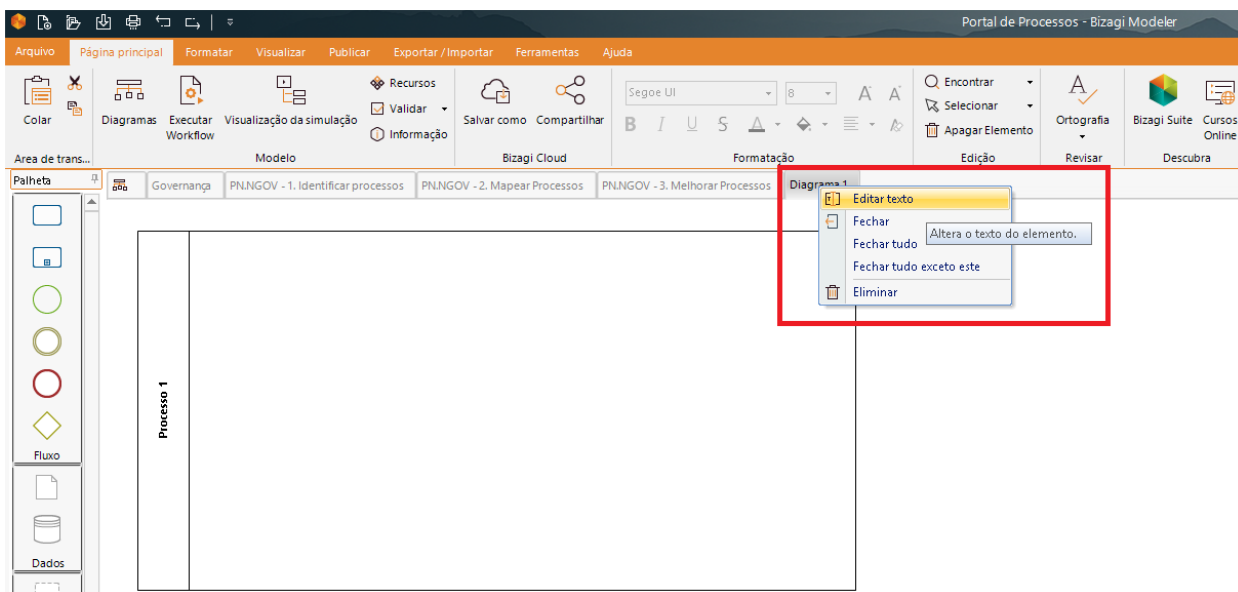 Portal de Processos - Bizagi Modeler
Arquivo Página principal Formatar Visualizar Publicar Exportar / Importar Ferramentas Ajuda
Colar
Area de trans...
Diagramas Executar Workflow Visualização da simulação
Recursos
Validar
Informação
Modelo
Salvar como Compartilhar
Bizagi Cloud
Segoe UI 8 A A
B I U S A
Formatação
Encontrar
Selecionar
Apagar Elemento
Edição
Ortografia
Revisar
Bizagi Suite Cursos Online
Descubra
Palheta
Governança PN.NGOV - 1. Identificar processos PN.NGOV - 2. Mapear Processos PN.NGOV - 3. Melhorar Processos Diagrama 1
Editar texto
Fechar
Altera o texto do elemento.
Fechar tudo
Fechar tudo exceto este
Eliminar
Processo 1
Fluxo
Dados